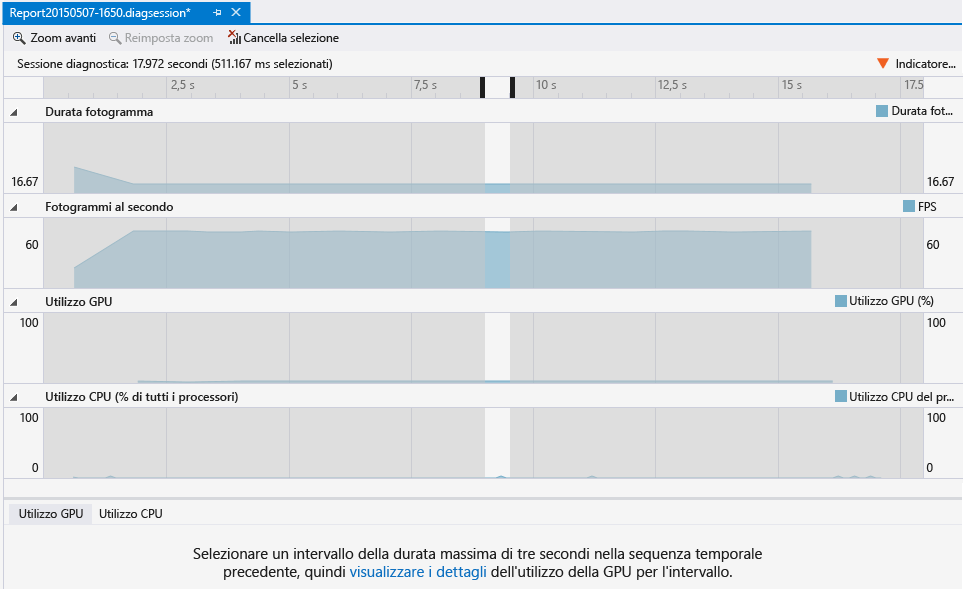 Report20150507-1650.diagsession*
Zoom avanti Reimposta zoom Cancella selezione
Sessione diagnostica: 17.972 secondi (511.167 ms selezionati) Indicatore...
2,5 s 5 s 7,5 s 10 s 12,5 s 15 s 17.5
Durata fotogramma Durata fot...
16.67 16.67
Fotogrammi al secondo FPS
60 60
Utilizzo GPU Utilizzo GPU (%)
100 100
Utilizzo CPU (% di tutti i processori) Utilizzo CPU del pr...
100 100
0 0
Utilizzo GPU Utilizzo CPU
Selezionare un intervallo della durata massima di tre secondi nella sequenza temporale
precedente, quindi visualizzare i dettagli dell'utilizzo della GPU per l'intervallo.